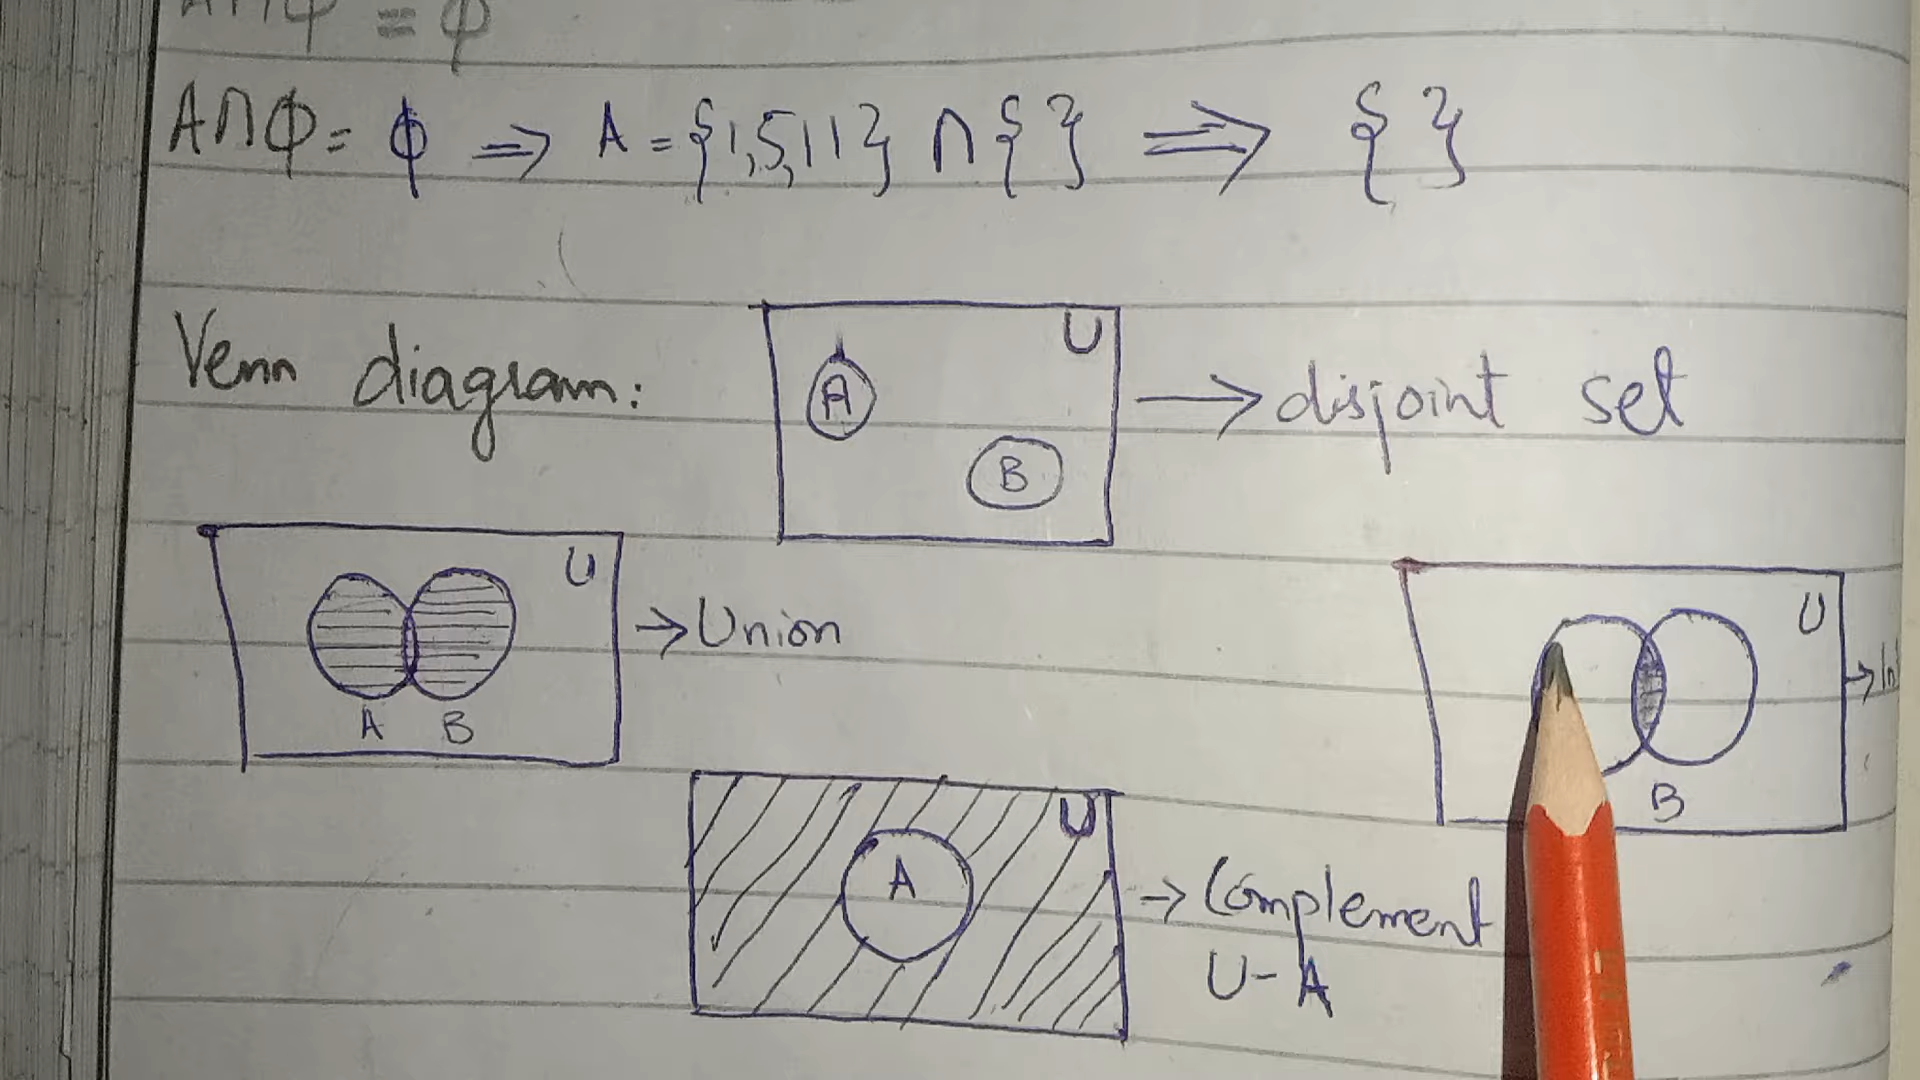 A∩φ = φ
A∩φ = φ ⇒ A = {1,5,11} ∩ { } ⇒ { }
Venn diagram:
U
A
B
→ disjoint set
U
A B
→ Union
U
B
→
U
A
→ Complement
U - A